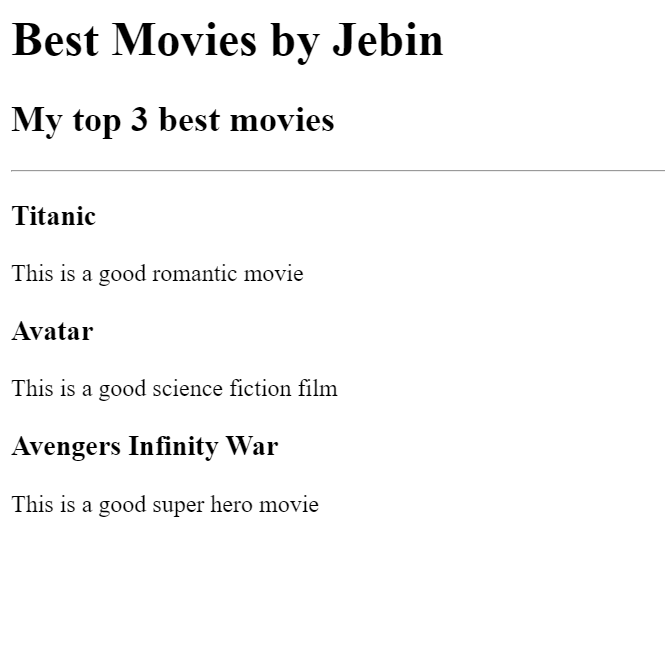 Best Movies by Jebin
My top 3 best movies
Titanic
This is a good romantic movie
Avatar
This is a good science fiction film
Avengers Infinity War
This is a good super hero movie